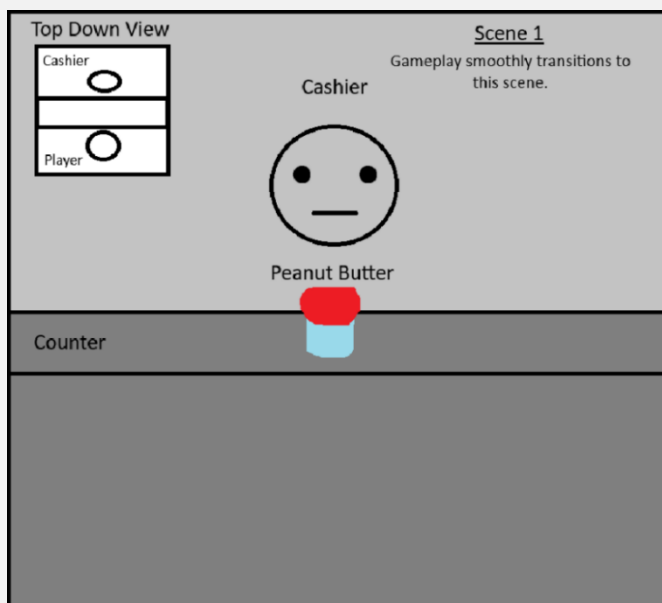 Top Down View
Cashier
Player
Scene 1
Gameplay smoothly transitions to
this scene.
Cashier
Peanut Butter
Counter